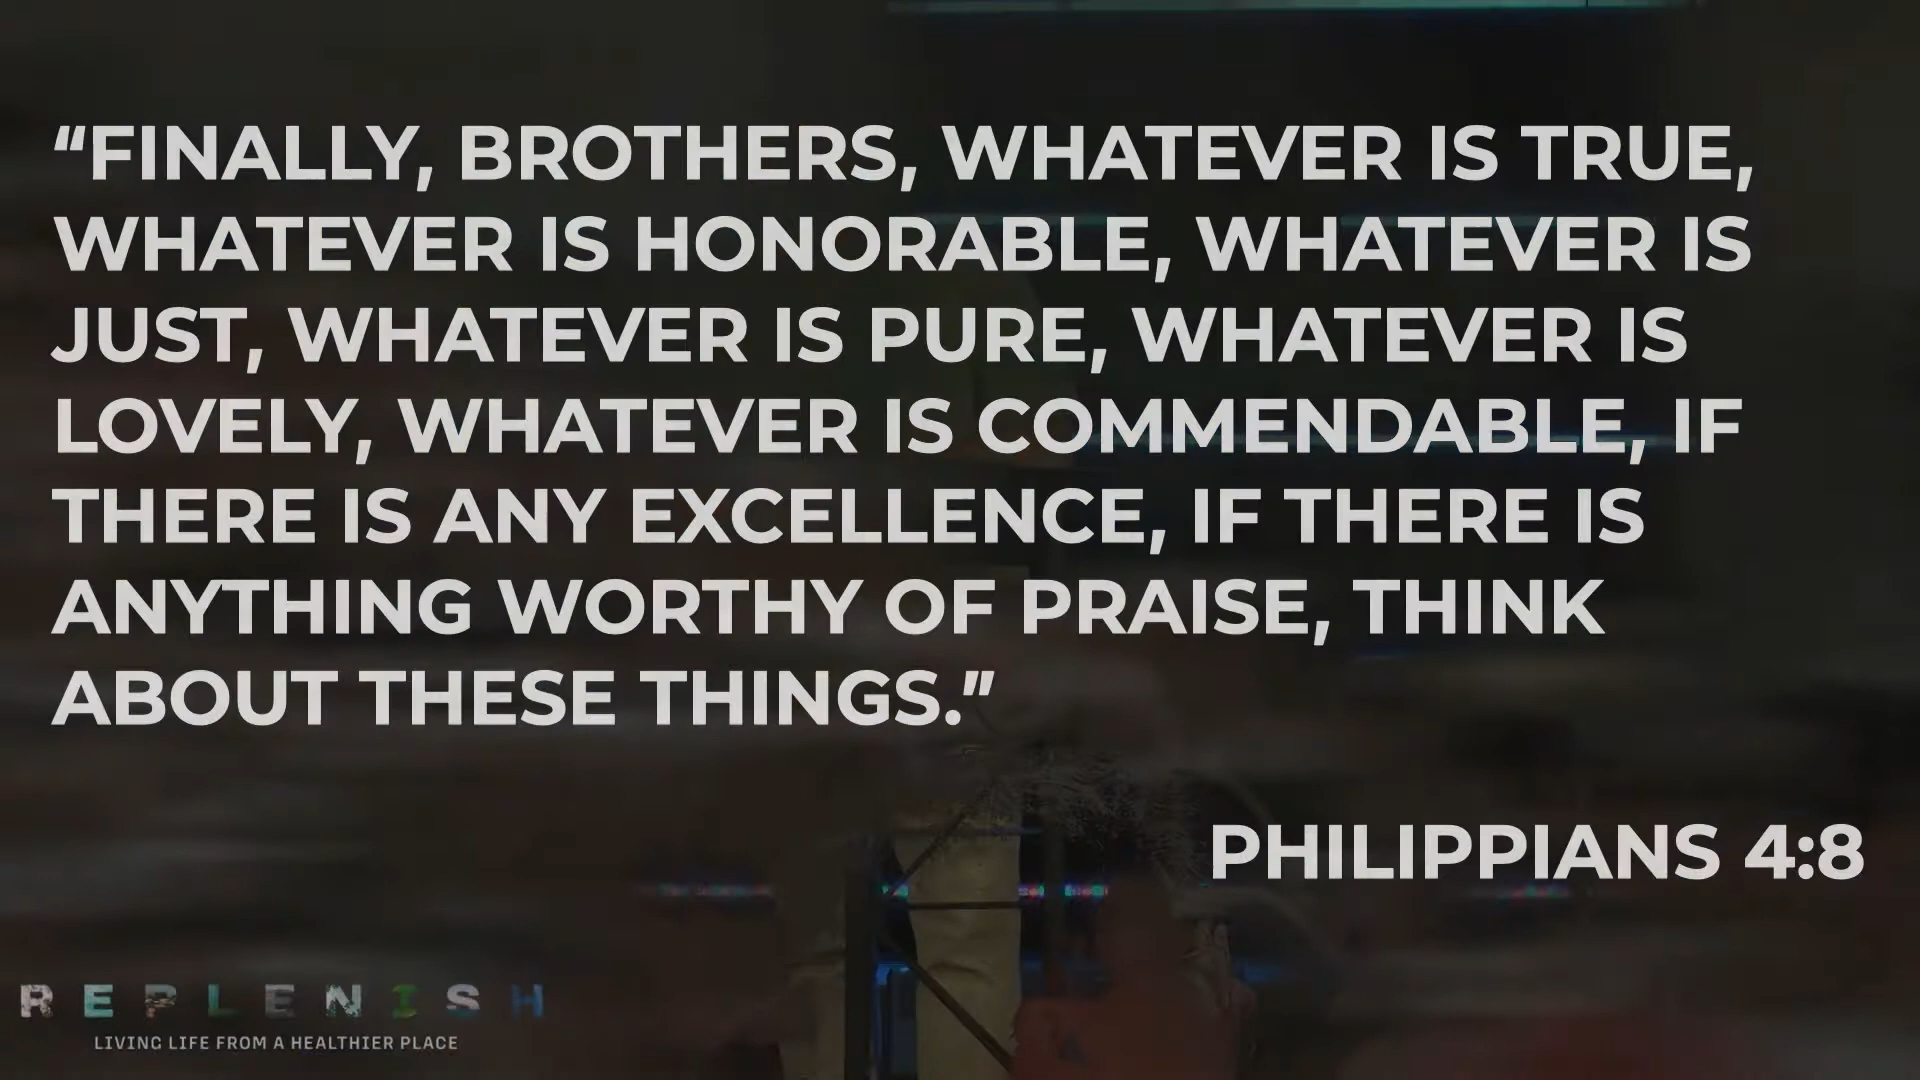 “FINALLY, BROTHERS, WHATEVER IS TRUE,
WHATEVER IS HONORABLE, WHATEVER IS
JUST, WHATEVER IS PURE, WHATEVER IS
LOVELY, WHATEVER IS COMMENDABLE, IF
THERE IS ANY EXCELLENCE, IF THERE IS
ANYTHING WORTHY OF PRAISE, THINK
ABOUT THESE THINGS.”
PHILIPPIANS 4:8
REPLENISH
LIVING LIFE FROM A HEALTHIER PLACE